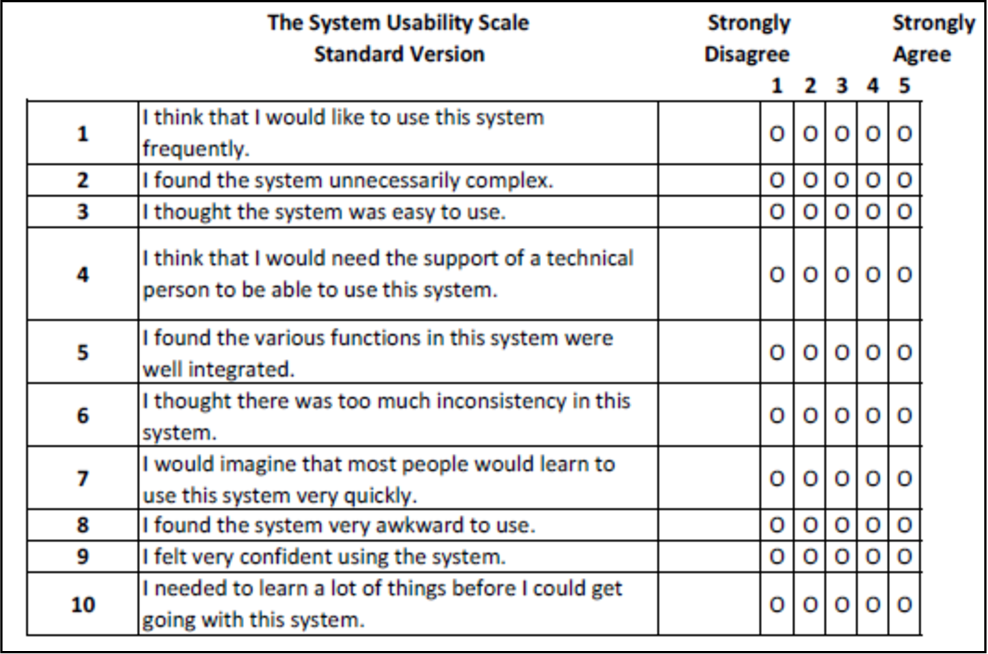 The System Usability Scale Strongly Strongly
Standard Version Disagree Agree
1 2 3 4 5
I think that I would like to use this system
1 O O O O O
frequently.
2 I found the system unnecessarily complex. O O O O O
3 I thought the system was easy to use. O O O O O
I think that I would need the support of a technical
4 O O O O O
person to be able to use this system.
I found the various functions in this system were
5 O O O O O
well integrated.
I thought there was too much inconsistency in this
6 O O O O O
system.
I would imagine that most people would learn to
7 O O O O O
use this system very quickly.
8 I found the system very awkward to use. O O O O O
9 I felt very confident using the system. O O O O O
I needed to learn a lot of things before I could get
10 O O O O O
going with this system.